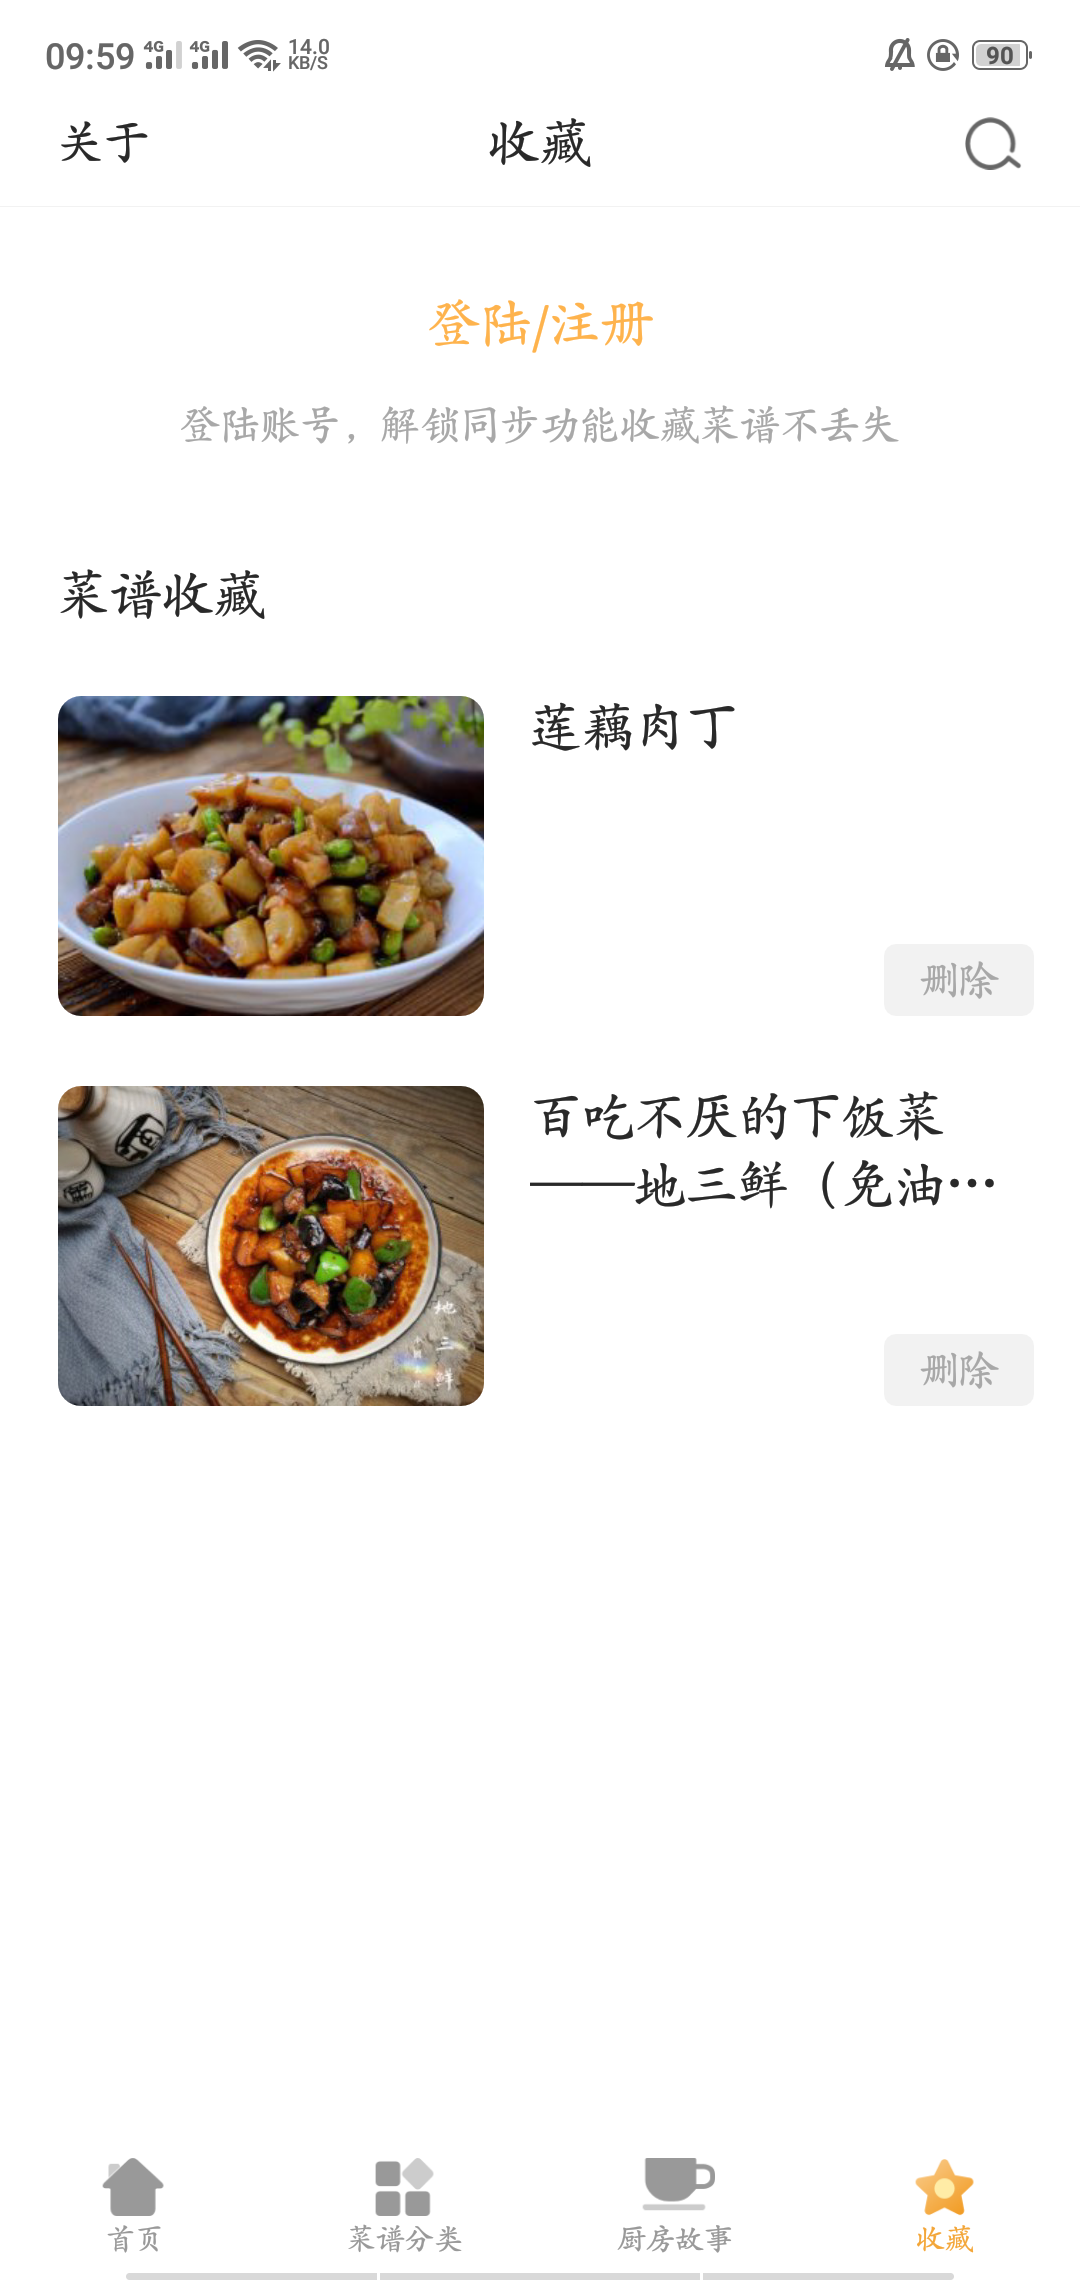 09:59 4G 4G 14.0 KB/S 90
关于 收藏
登陆/注册
登陆账号，解锁同步功能收藏菜谱不丢失
菜谱收藏
莲藕肉丁
删除
百吃不厌的下饭菜
——地三鲜（免油…
地三鲜
删除
首页 菜谱分类 厨房故事 收藏